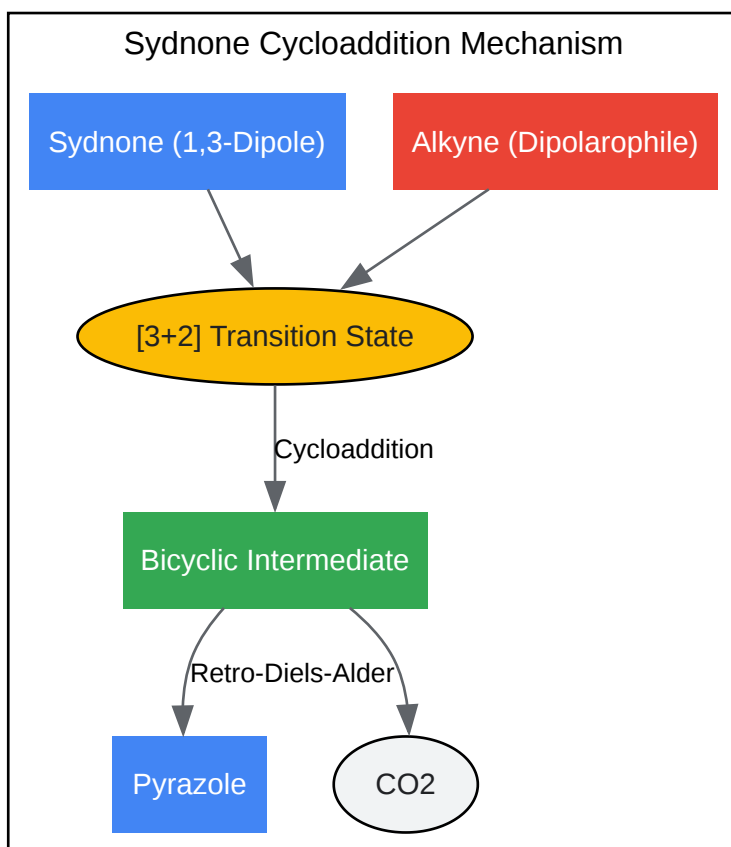 Sydnone Cycloaddition Mechanism
Sydnone (1,3-Dipole)
Alkyne (Dipolarophile)
[3+2] Transition State
Cycloaddition
Bicyclic Intermediate
Retro-Diels-Alder
Pyrazole
CO2